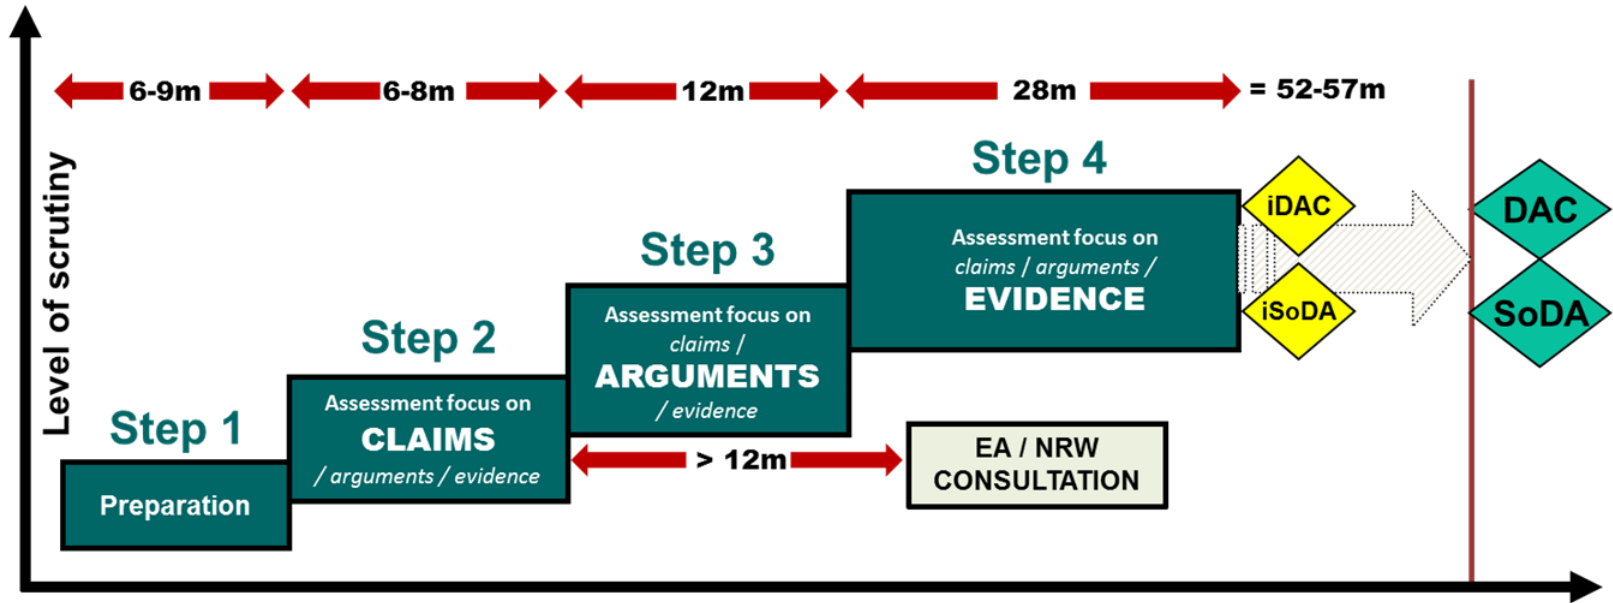 6-9m
6-8m
12m
28m
= 52-57m
Level of scrutiny
Step 1
Preparation
Step 2
Assessment focus on
CLAIMS
/ arguments / evidence
Step 3
Assessment focus on
claims /
ARGUMENTS
/ evidence
> 12m
Step 4
Assessment focus on
claims / arguments /
EVIDENCE
EA / NRW
CONSULTATION
iDAC
iSoDA
DAC
SoDA